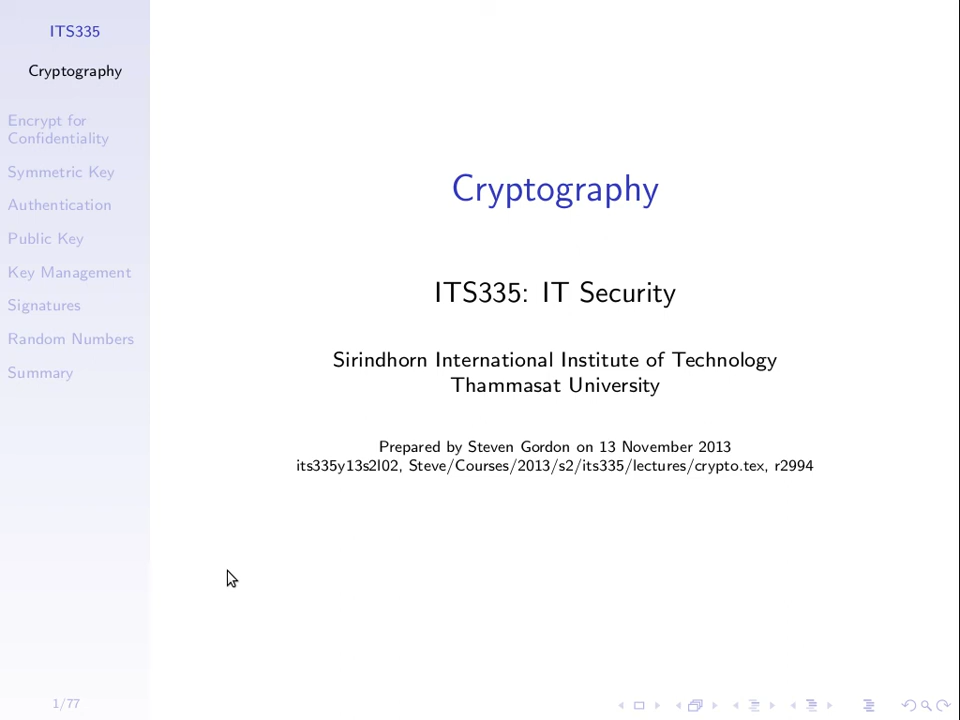 ITS335
Cryptography
Encrypt for
Confidentiality
Symmetric Key
Authentication
Public Key
Key Management
Signatures
Random Numbers
Summary
1/77
Cryptography
ITS335: IT Security
Sirindhorn International Institute of Technology
Thammasat University
Prepared by Steven Gordon on 13 November 2013
its335y13s2l02, Steve/Courses/2013/s2/its335/lectures/crypto.tex, r2994